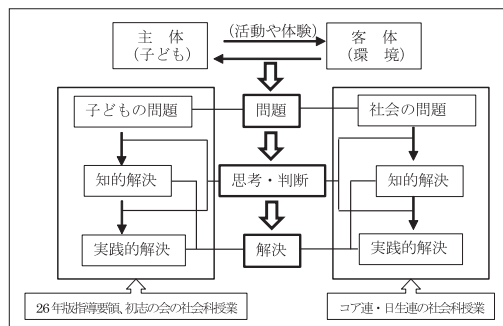 主体
(子ども)
(活動や体験)
客体
(環境)
子どもの問題
問題
社会の問題
知的解決
思考・判断
知的解決
実践的解決
解決
実践的解決
26年版指導要領、初志の会の社会科授業
コア連・日生連の社会科授業